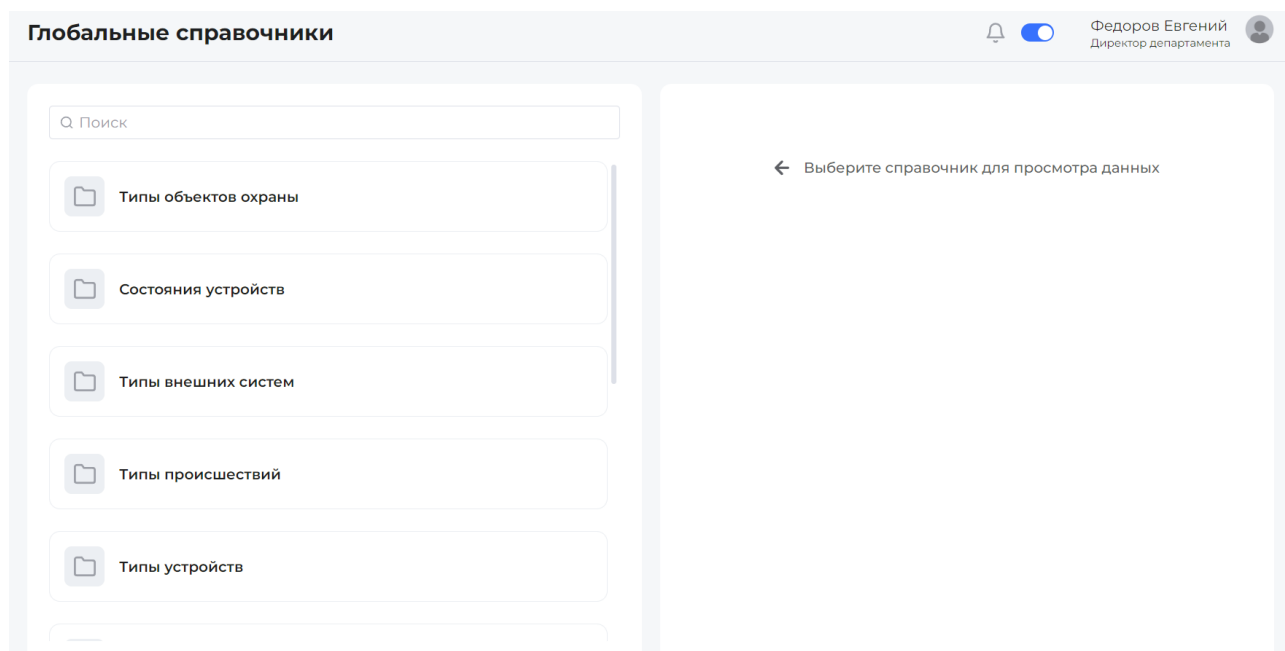 Глобальные справочники
Федоров Евгений
Директор департамента
Поиск
Выберите справочник для просмотра данных
Типы объектов охраны
Состояния устройств
Типы внешних систем
Типы происшествий
Типы устройств